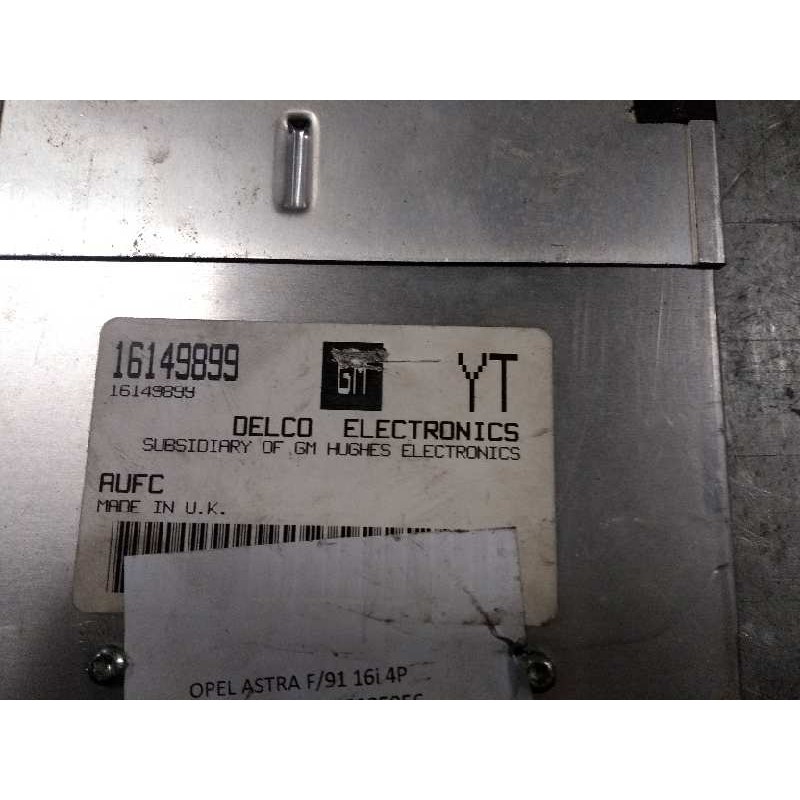 16149899
16149899
GM
YT
DELCO ELECTRONICS
SUBSIDIARY OF GM HUGHES ELECTRONICS
AUFC
MADE IN U.K.
OPEL ASTRA F/91 16i 4P